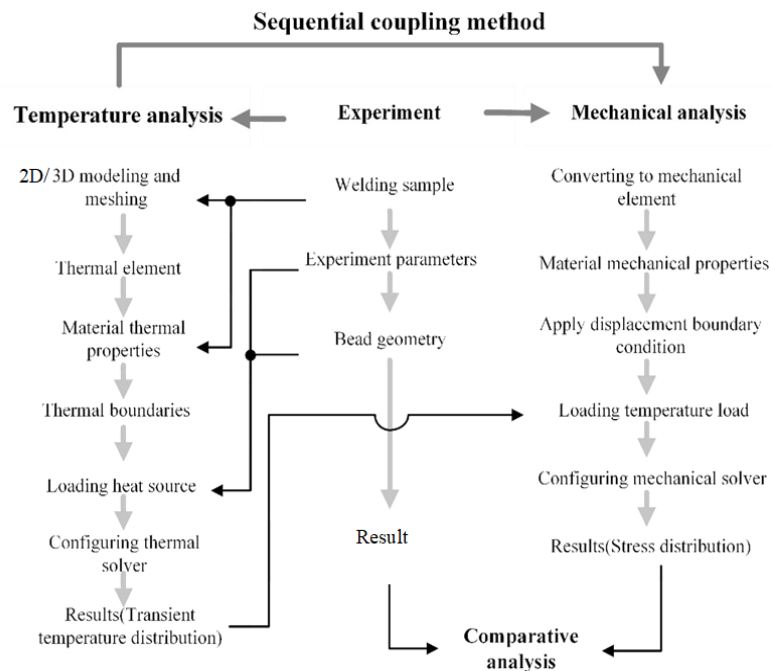 Sequential coupling method
Temperature analysis
Experiment
Mechanical analysis
2D/3D modeling and
meshing
Thermal element
Material thermal
properties
Thermal boundaries
Loading heat source
Configuring thermal
solver
Results(Transient
temperature distribution)
Welding sample
Experiment parameters
Bead geometry
Result
Converting to mechanical
element
Material mechanical properties
Apply displacement boundary
condition
Loading temperature load
Configuring mechanical solver
Results(Stress distribution)
Comparative
analysis